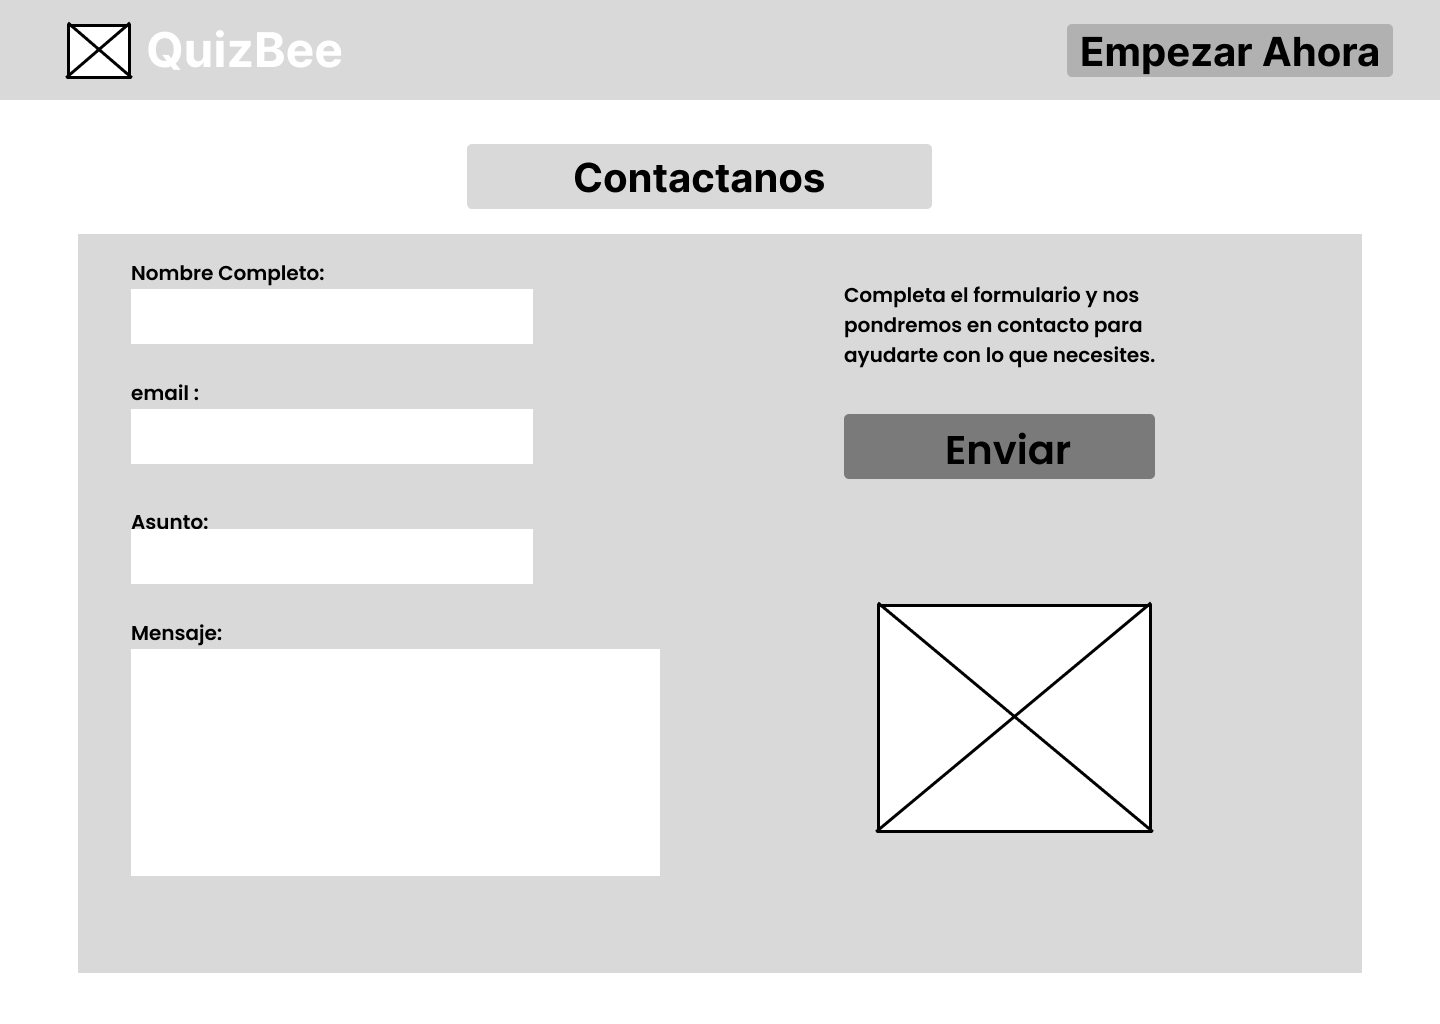 QuizBee
Empezar Ahora
Contactanos
Nombre Completo:
email :
Asunto:
Mensaje:
Completa el formulario y nos
pondremos en contacto para
ayudarte con lo que necesites.
Enviar